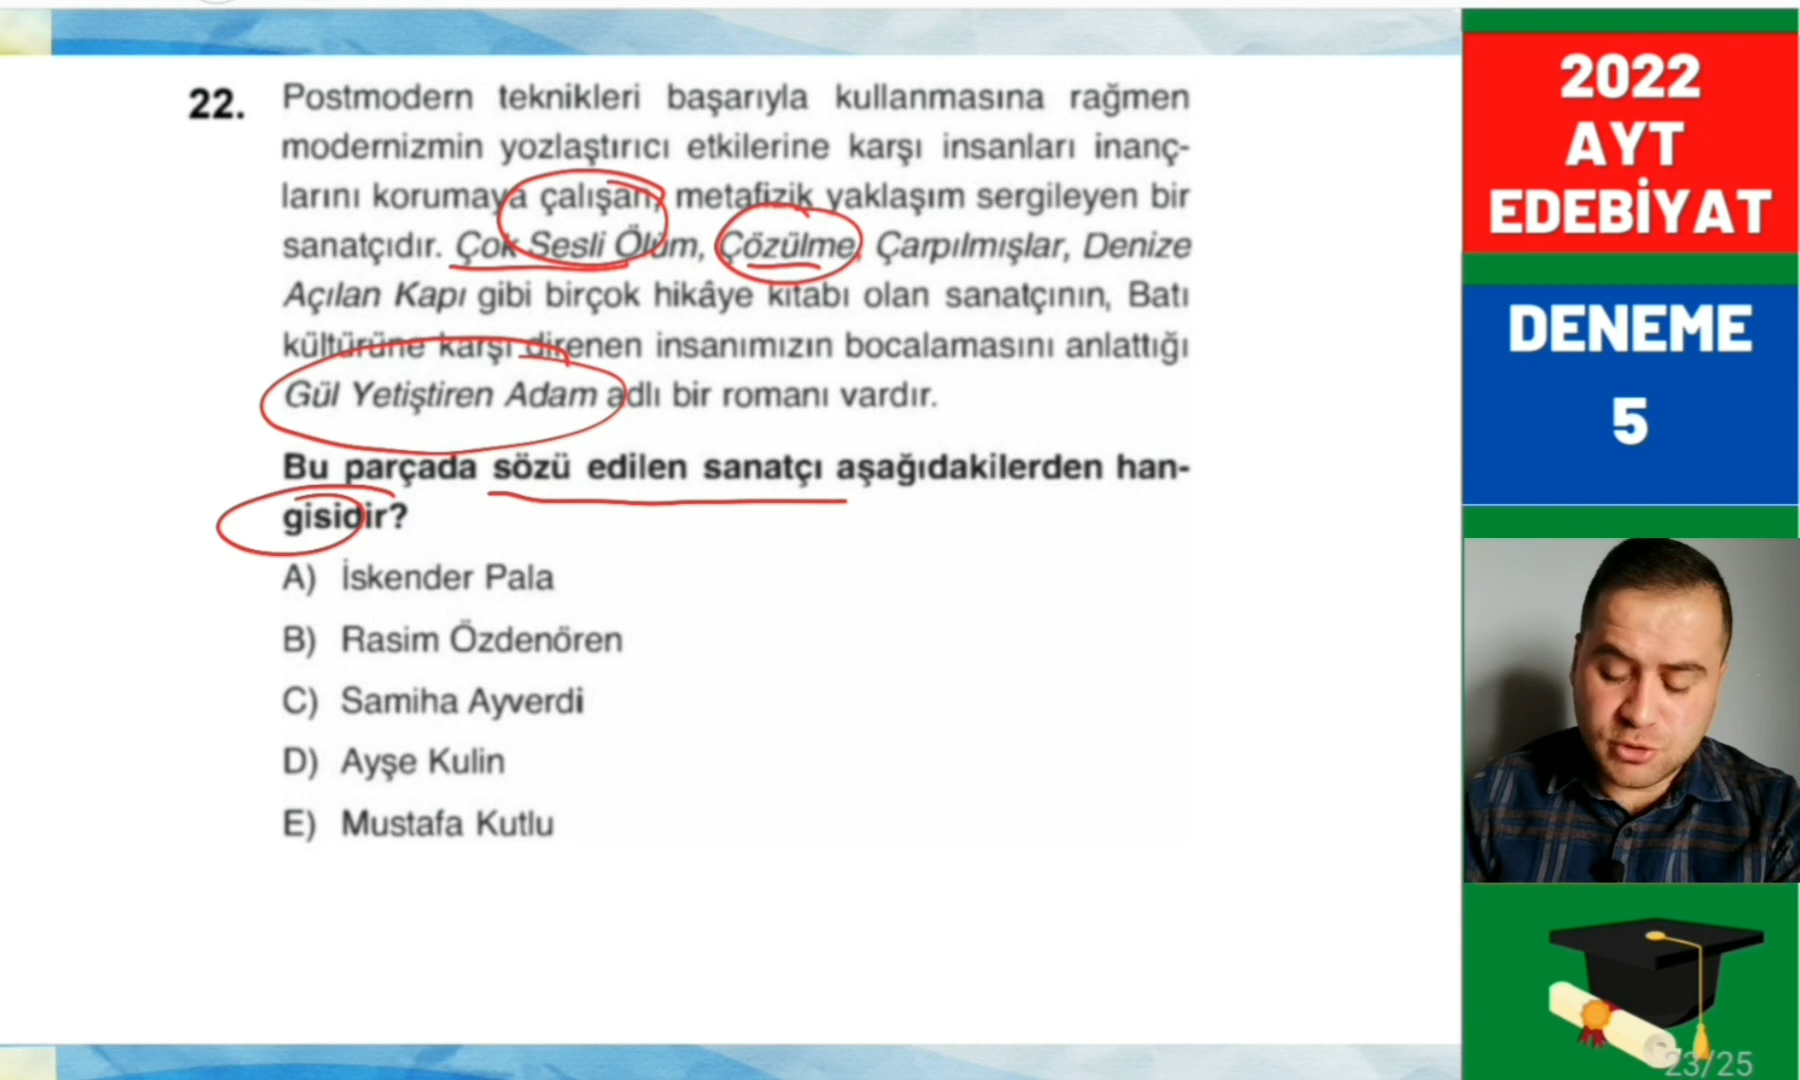 22. Postmodern teknikleri başarıyla kullanmasına rağmen
modernizmin yozlaştırıcı etkilerine karşı insanları inanç-
larını korumaya çalışan, metafizik yaklaşım sergileyen bir
sanatçıdır. Çok Sesli Ölüm, Çözülme, Çarpılmışlar, Denize
Açılan Kapı gibi birçok hikâye kitabı olan sanatçının, Batı
kültürüne karşı direnen insanımızın bocalamasını anlattığı
Gül Yetiştiren Adam adlı bir romanı vardır.
Bu parçada sözü edilen sanatçı aşağıdakilerden han-
gisidir?
A) İskender Pala
B) Rasim Özdenören
C) Samiha Ayverdi
D) Ayşe Kulin
E) Mustafa Kutlu
2022
AYT
EDEBİYAT
DENEME
5
23/25